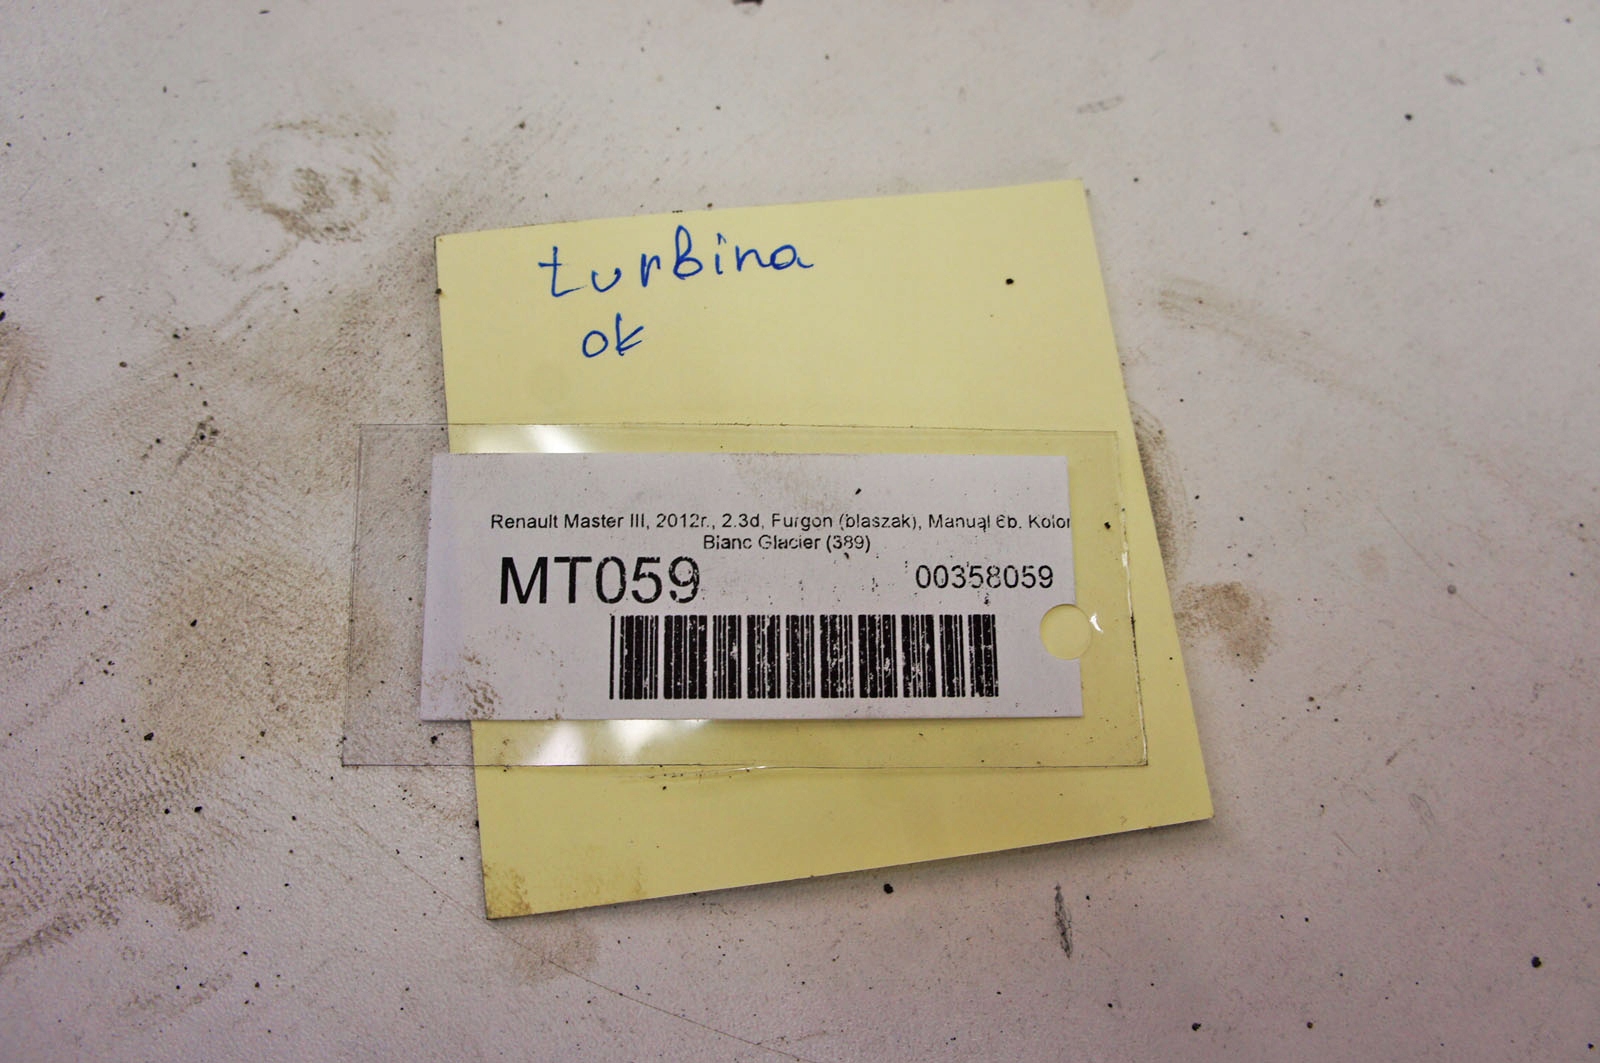 turbina
ok
Renault Master III, 2012r., 2.3d, Furgon (blaszak), Manual 6b. Kolor
Blanc Glacier (389)
MT059
00358059